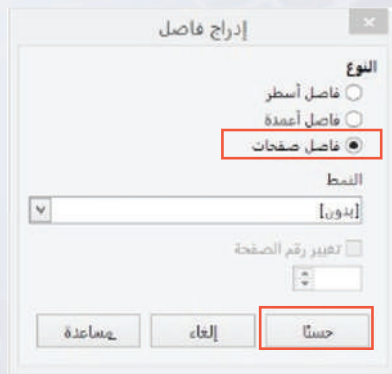 إدراج فاصل
النوع
فاصل أسطر
فاصل أعمدة
فاصل صفحات
النمط
[بدون]
تغيير رقم الصفحة
حسنًا
إلغاء
مساعدة